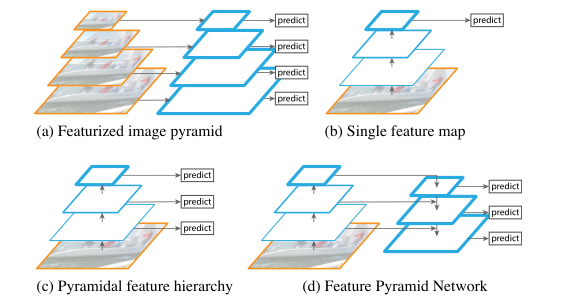 predict
predict
predict
predict
predict
(a) Featurized image pyramid
(b) Single feature map
predict
predict
predict
predict
predict
predict
(c) Pyramidal feature hierarchy
(d) Feature Pyramid Network